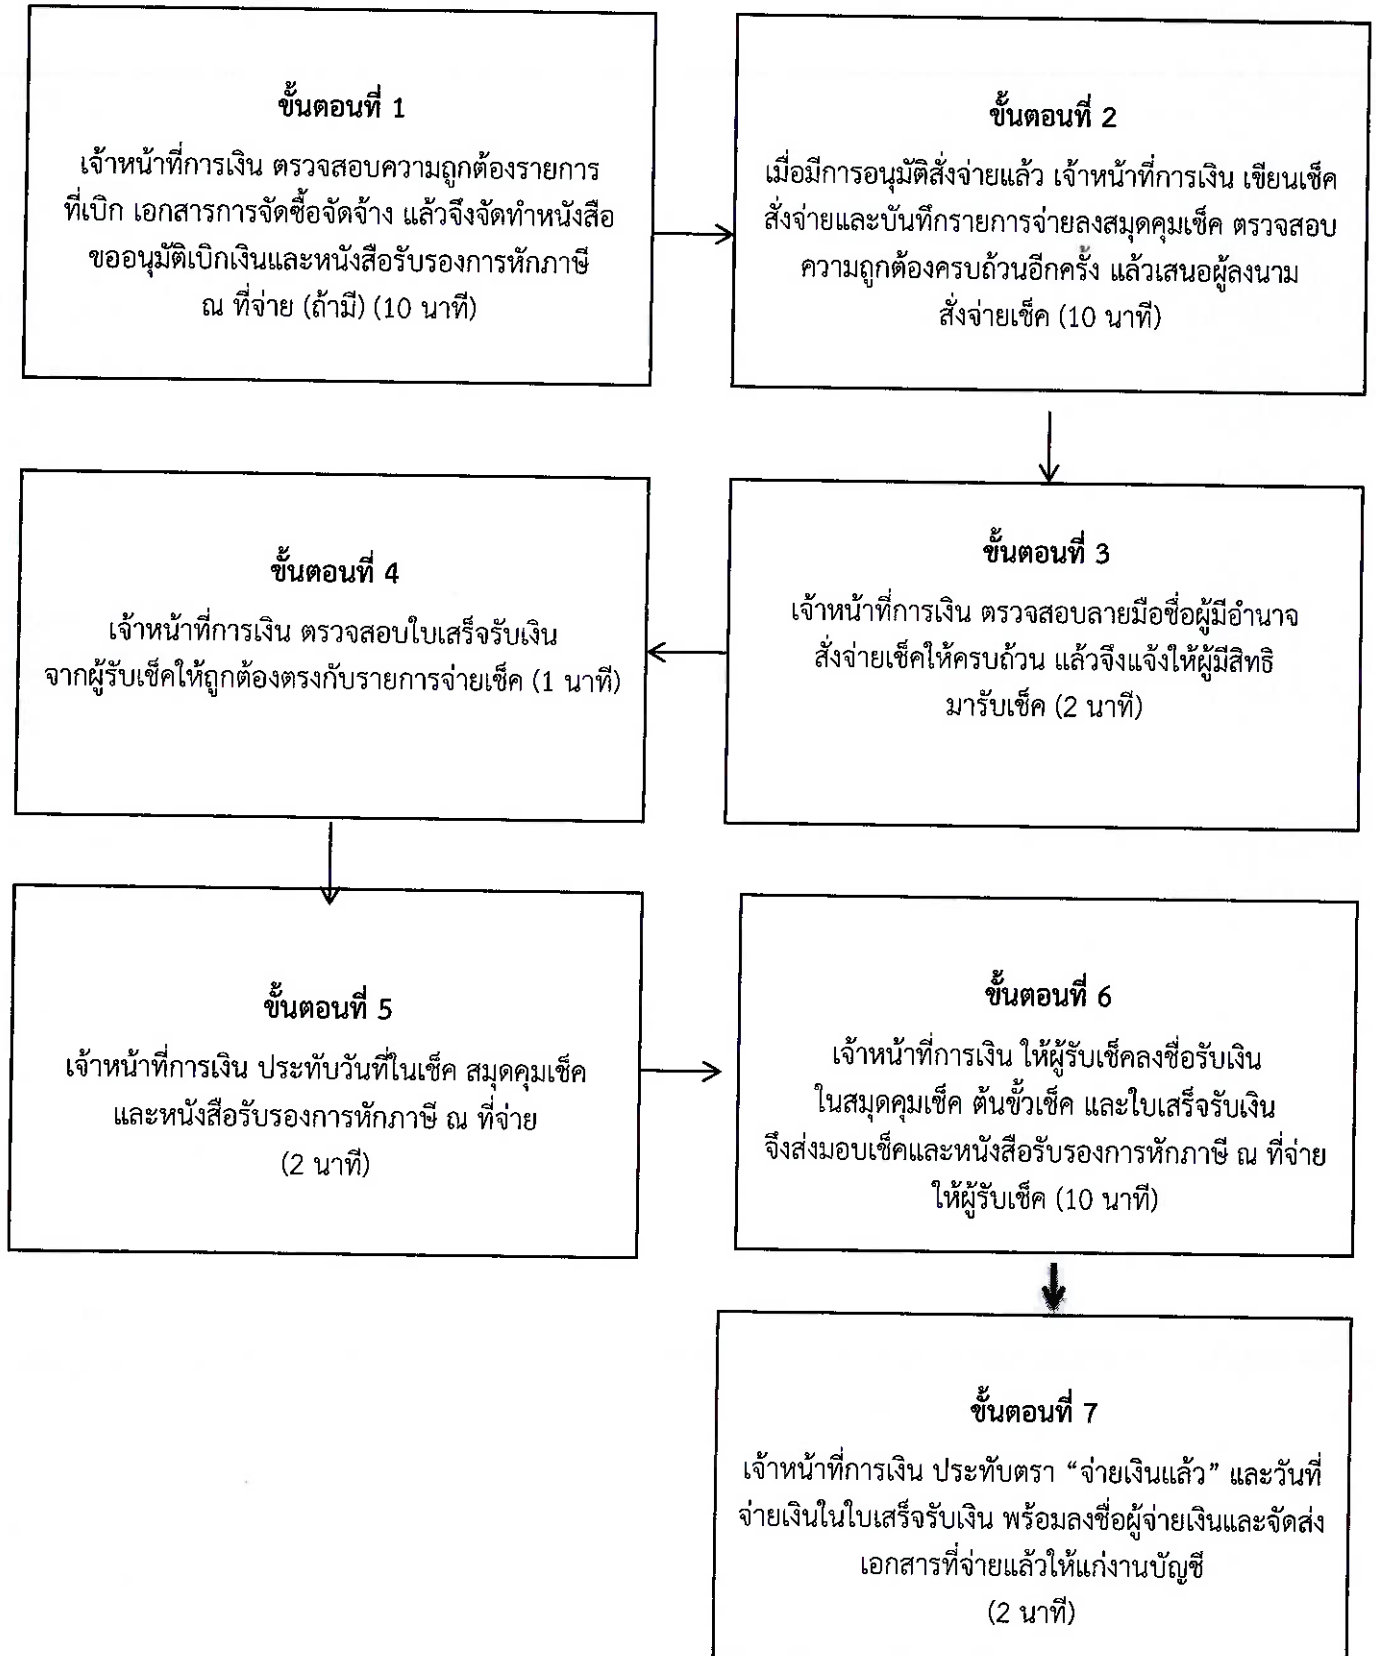 ขั้นตอนที่ 1
เจ้าหน้าที่การเงิน ตรวจสอบความถูกต้องรายการ
ที่เบิก เอกสารการจัดซื้อจัดจ้าง แล้วจึงจัดทำหนังสือ
ขออนุมัติเบิกเงินและหนังสือรับรองการหักภาษี
ณ ที่จ่าย (ถ้ามี) (10 นาที)
ขั้นตอนที่ 2
เมื่อมีการอนุมัติสั่งจ่ายแล้ว เจ้าหน้าที่การเงิน เขียนเช็ค
สั่งจ่ายและบันทึกรายการจ่ายลงสมุดคุมเช็ค ตรวจสอบ
ความถูกต้องครบถ้วนอีกครั้ง แล้วเสนอผู้ลงนาม
สั่งจ่ายเช็ค (10 นาที)
ขั้นตอนที่ 3
เจ้าหน้าที่การเงิน ตรวจสอบลายมือชื่อผู้มีอำนาจ
สั่งจ่ายเช็คให้ครบถ้วน แล้วจึงแจ้งให้ผู้มีสิทธิ
มารับเช็ค (2 นาที)
ขั้นตอนที่ 4
เจ้าหน้าที่การเงิน ตรวจสอบใบเสร็จรับเงิน
จากผู้รับเช็คให้ถูกต้องตรงกับรายการจ่ายเช็ค (1 นาที)
ขั้นตอนที่ 5
เจ้าหน้าที่การเงิน ประทับวันที่ในเช็ค สมุดคุมเช็ค
และหนังสือรับรองการหักภาษี ณ ที่จ่าย
(2 นาที)
ขั้นตอนที่ 6
เจ้าหน้าที่การเงิน ให้ผู้รับเช็คลงชื่อรับเงิน
ในสมุดคุมเช็ค ต้นขั้วเช็ค และใบเสร็จรับเงิน
จึงส่งมอบเช็คและหนังสือรับรองการหักภาษี ณ ที่จ่าย
ให้ผู้รับเช็ค (10 นาที)
ขั้นตอนที่ 7
เจ้าหน้าที่การเงิน ประทับตรา “จ่ายเงินแล้ว” และวันที่
จ่ายเงินในใบเสร็จรับเงิน พร้อมลงชื่อผู้จ่ายเงินและจัดส่ง
เอกสารที่จ่ายแล้วให้แก่งานบัญชี
(2 นาที)